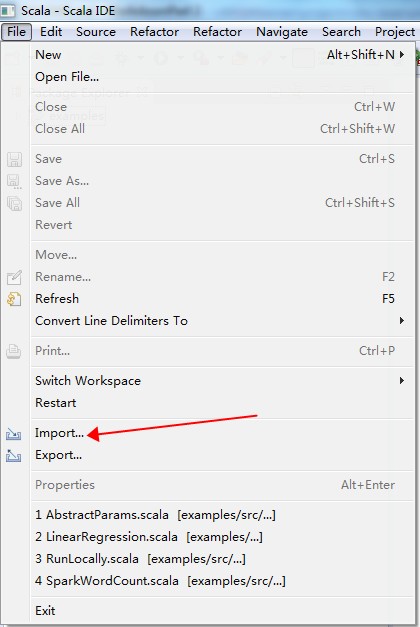 Scala - Scala IDE
File Edit Source Refactor Refactor Navigate Search Project
New Alt+Shift+N
Open File...
Close Ctrl+W
Close All Ctrl+Shift+W
Save Ctrl+S
Save As...
Save All Ctrl+Shift+S
Revert
Move...
Rename... F2
Refresh F5
Convert Line Delimiters To
Print... Ctrl+P
Switch Workspace
Restart
Import...
Export...
Properties Alt+Enter
1 AbstractParams.scala [examples/src/...]
2 LinearRegression.scala [examples/...]
3 RunLocally.scala [examples/src/...]
4 SparkWordCount.scala [examples/src/...]
Exit